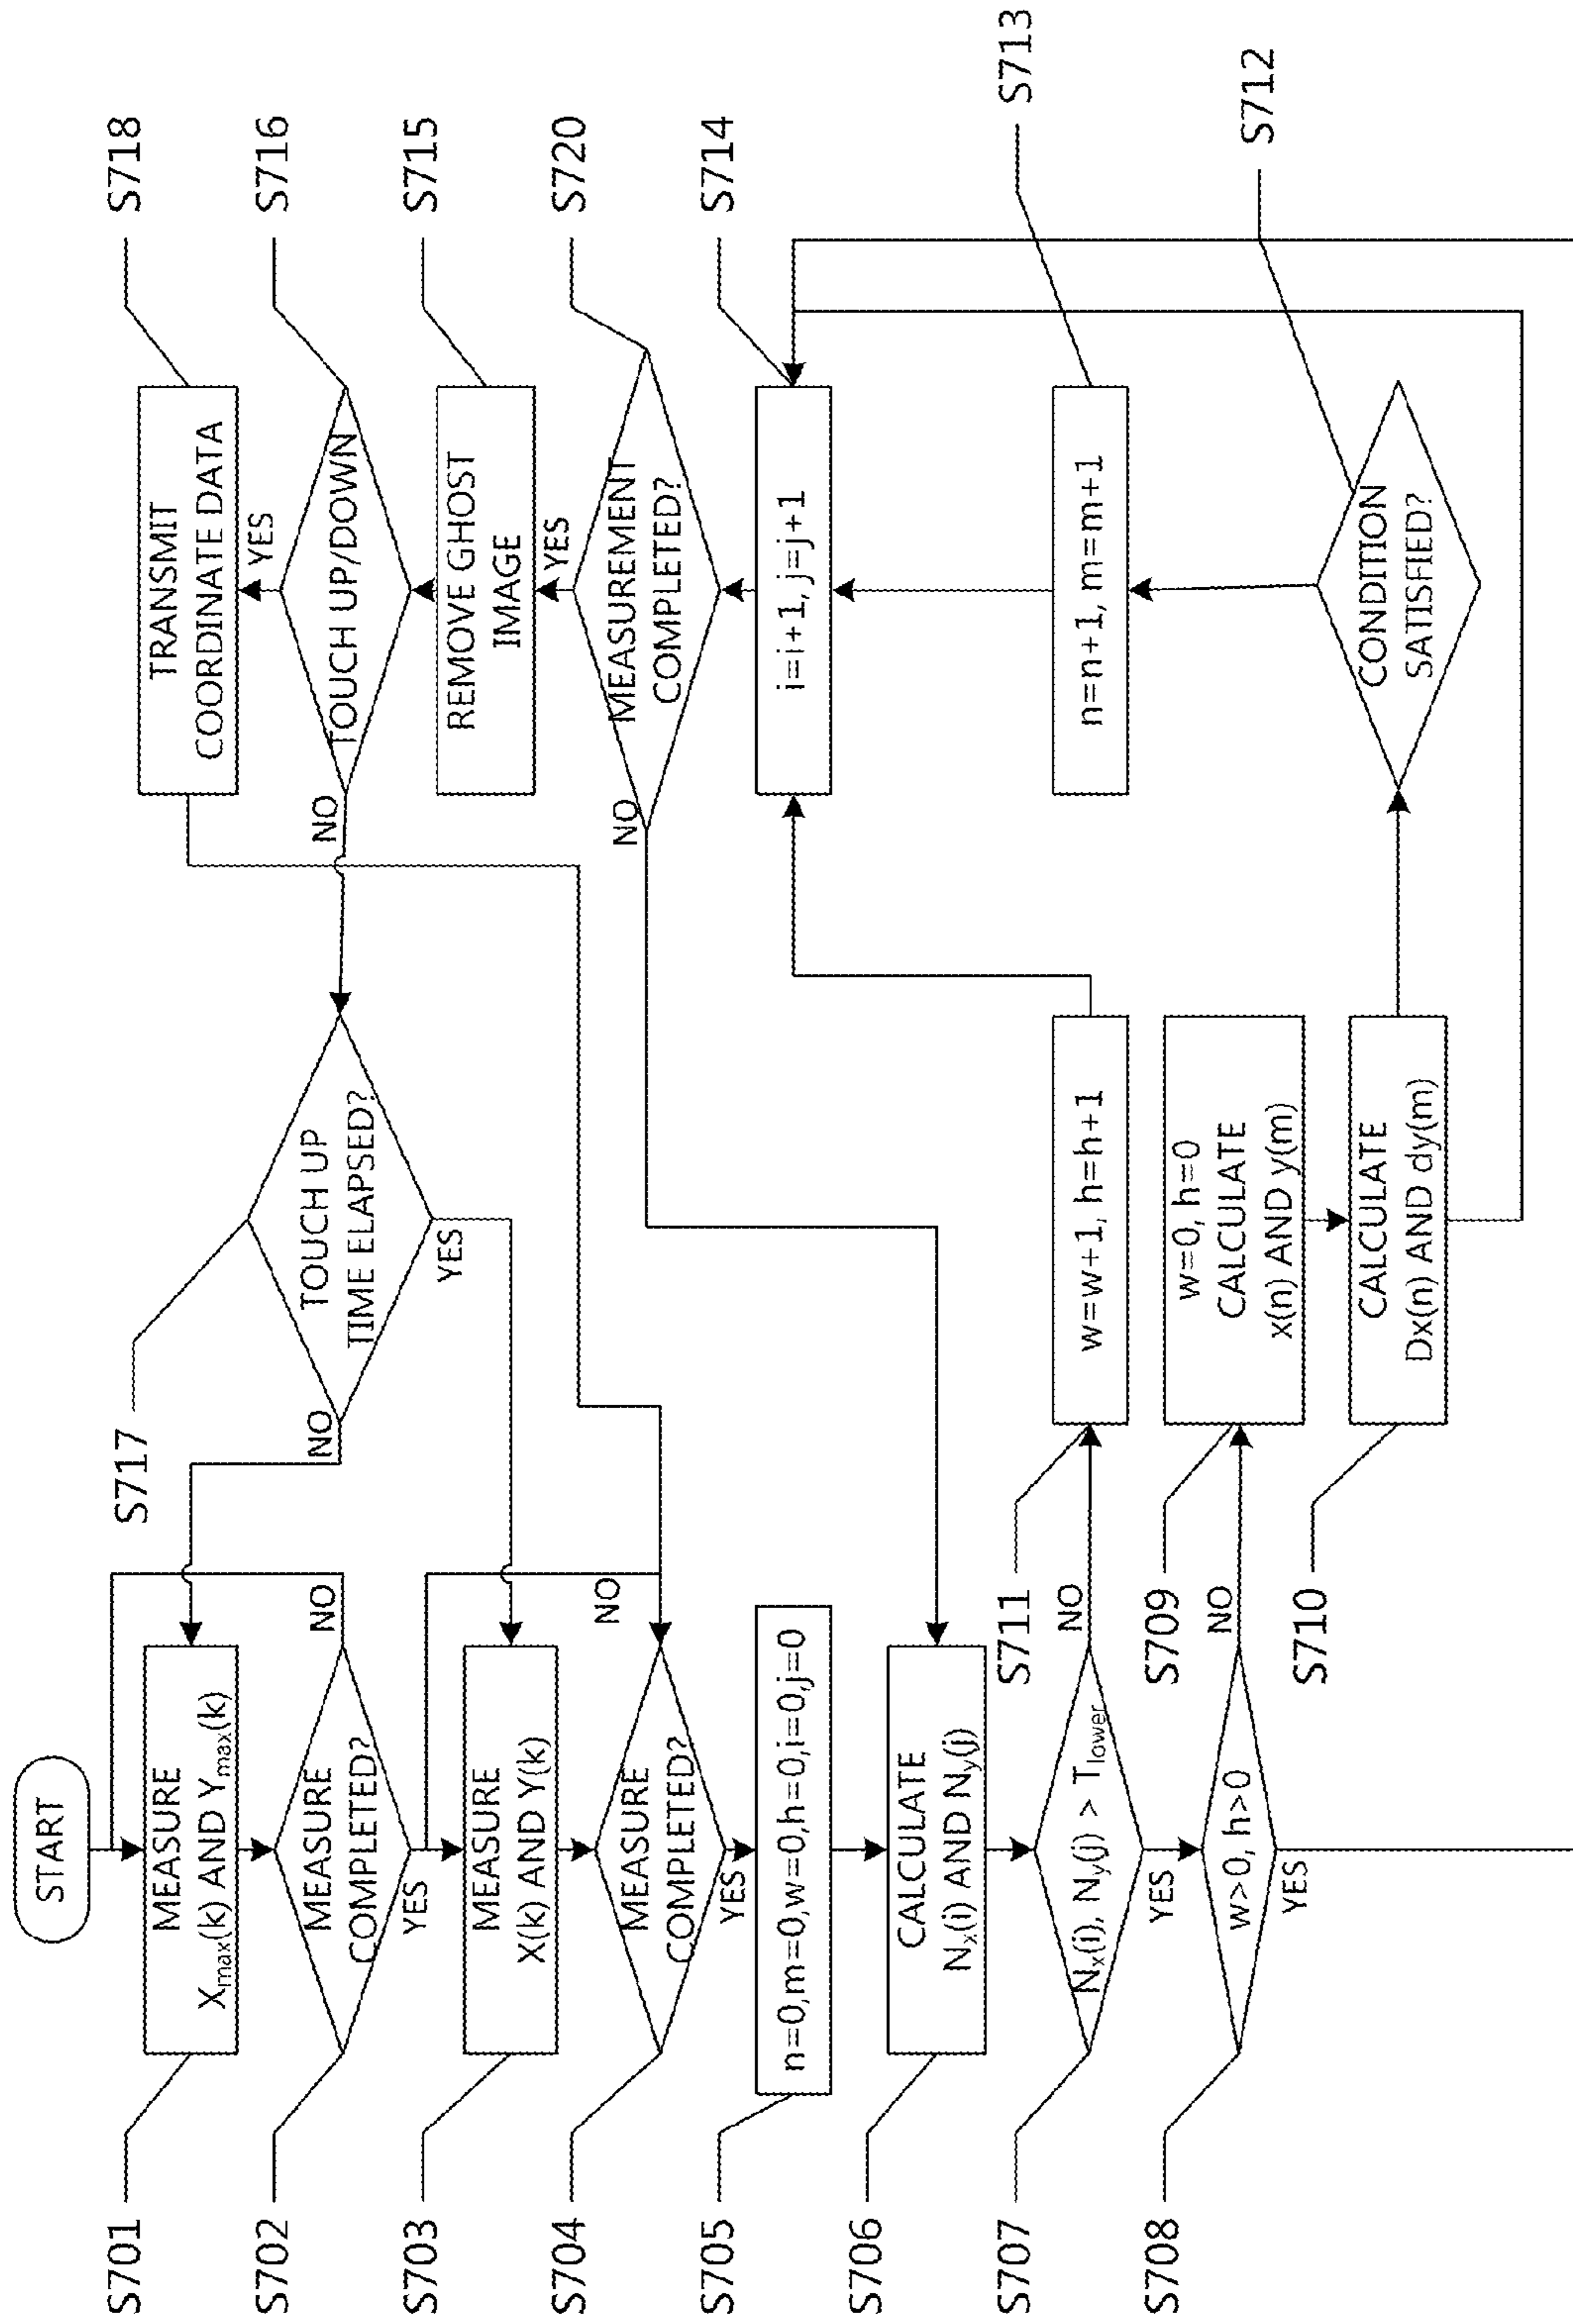 START
S701
MEASURE
Xmax(k) AND Ymax(k)
S702
MEASURE
COMPLETED?
NO
YES
S703
MEASURE
X(k) AND Y(k)
S704
MEASURE
COMPLETED?
NO
YES
S705
n=0,m=0,w=0,h=0,i=0,j=0
S706
CALCULATE
Nx(i) AND Ny(j)
S707
Nx(i), Ny(j) > Tlower
NO
YES
S708
w>0, h>0
NO
YES
S717
TOUCH UP
TIME ELAPSED?
NO
YES
S711
w=w+1, h=h+1
S709
w=0, h=0
CALCULATE
x(n) AND y(m)
S710
CALCULATE
Dx(n) AND dy(m)
S718
TRANSMIT
COORDINATE DATA
YES
S716
TOUCH UP/DOWN
NO
S715
REMOVE GHOST
IMAGE
YES
S720
MEASUREMENT
COMPLETED?
NO
S714
i=i+1, j=j+1
S713
n=n+1, m=m+1
S712
CONDITION
SATISFIED?